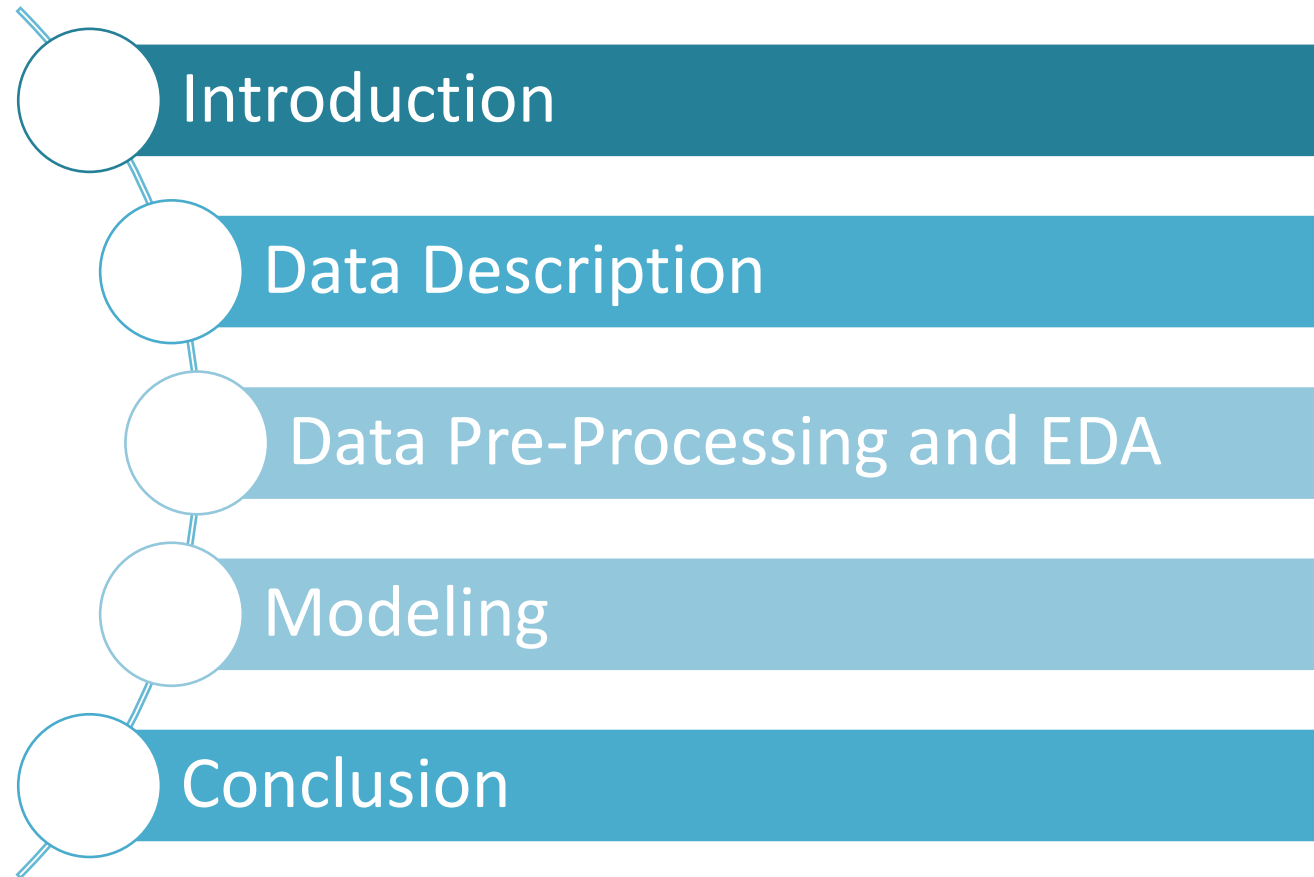 Introduction
Data Description
Data Pre-Processing and EDA
Modeling
Conclusion